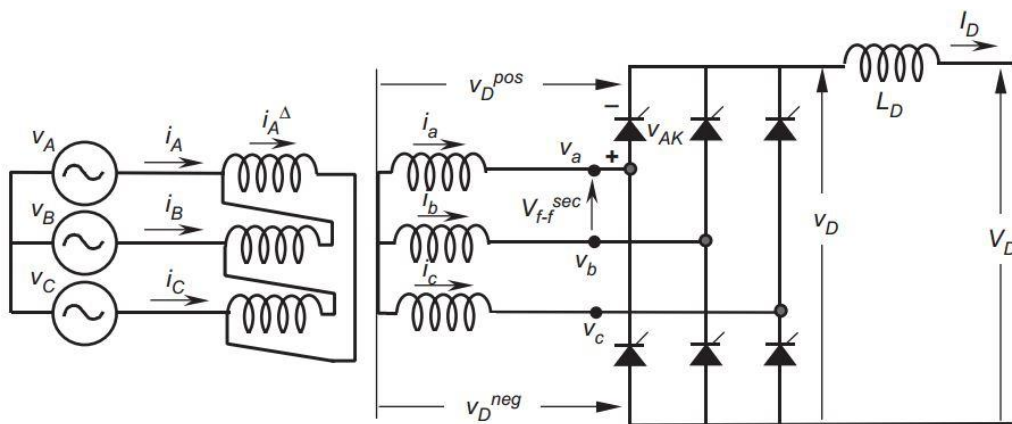 I_D
v_D^pos
L_D
i_A^Δ
i_a
v_A
i_A
v_a
–
v_AK
+
i_b
V_f-f^sec
v_B
i_B
v_b
v_D
V_D
i_c
v_C
i_C
v_c
v_D^neg